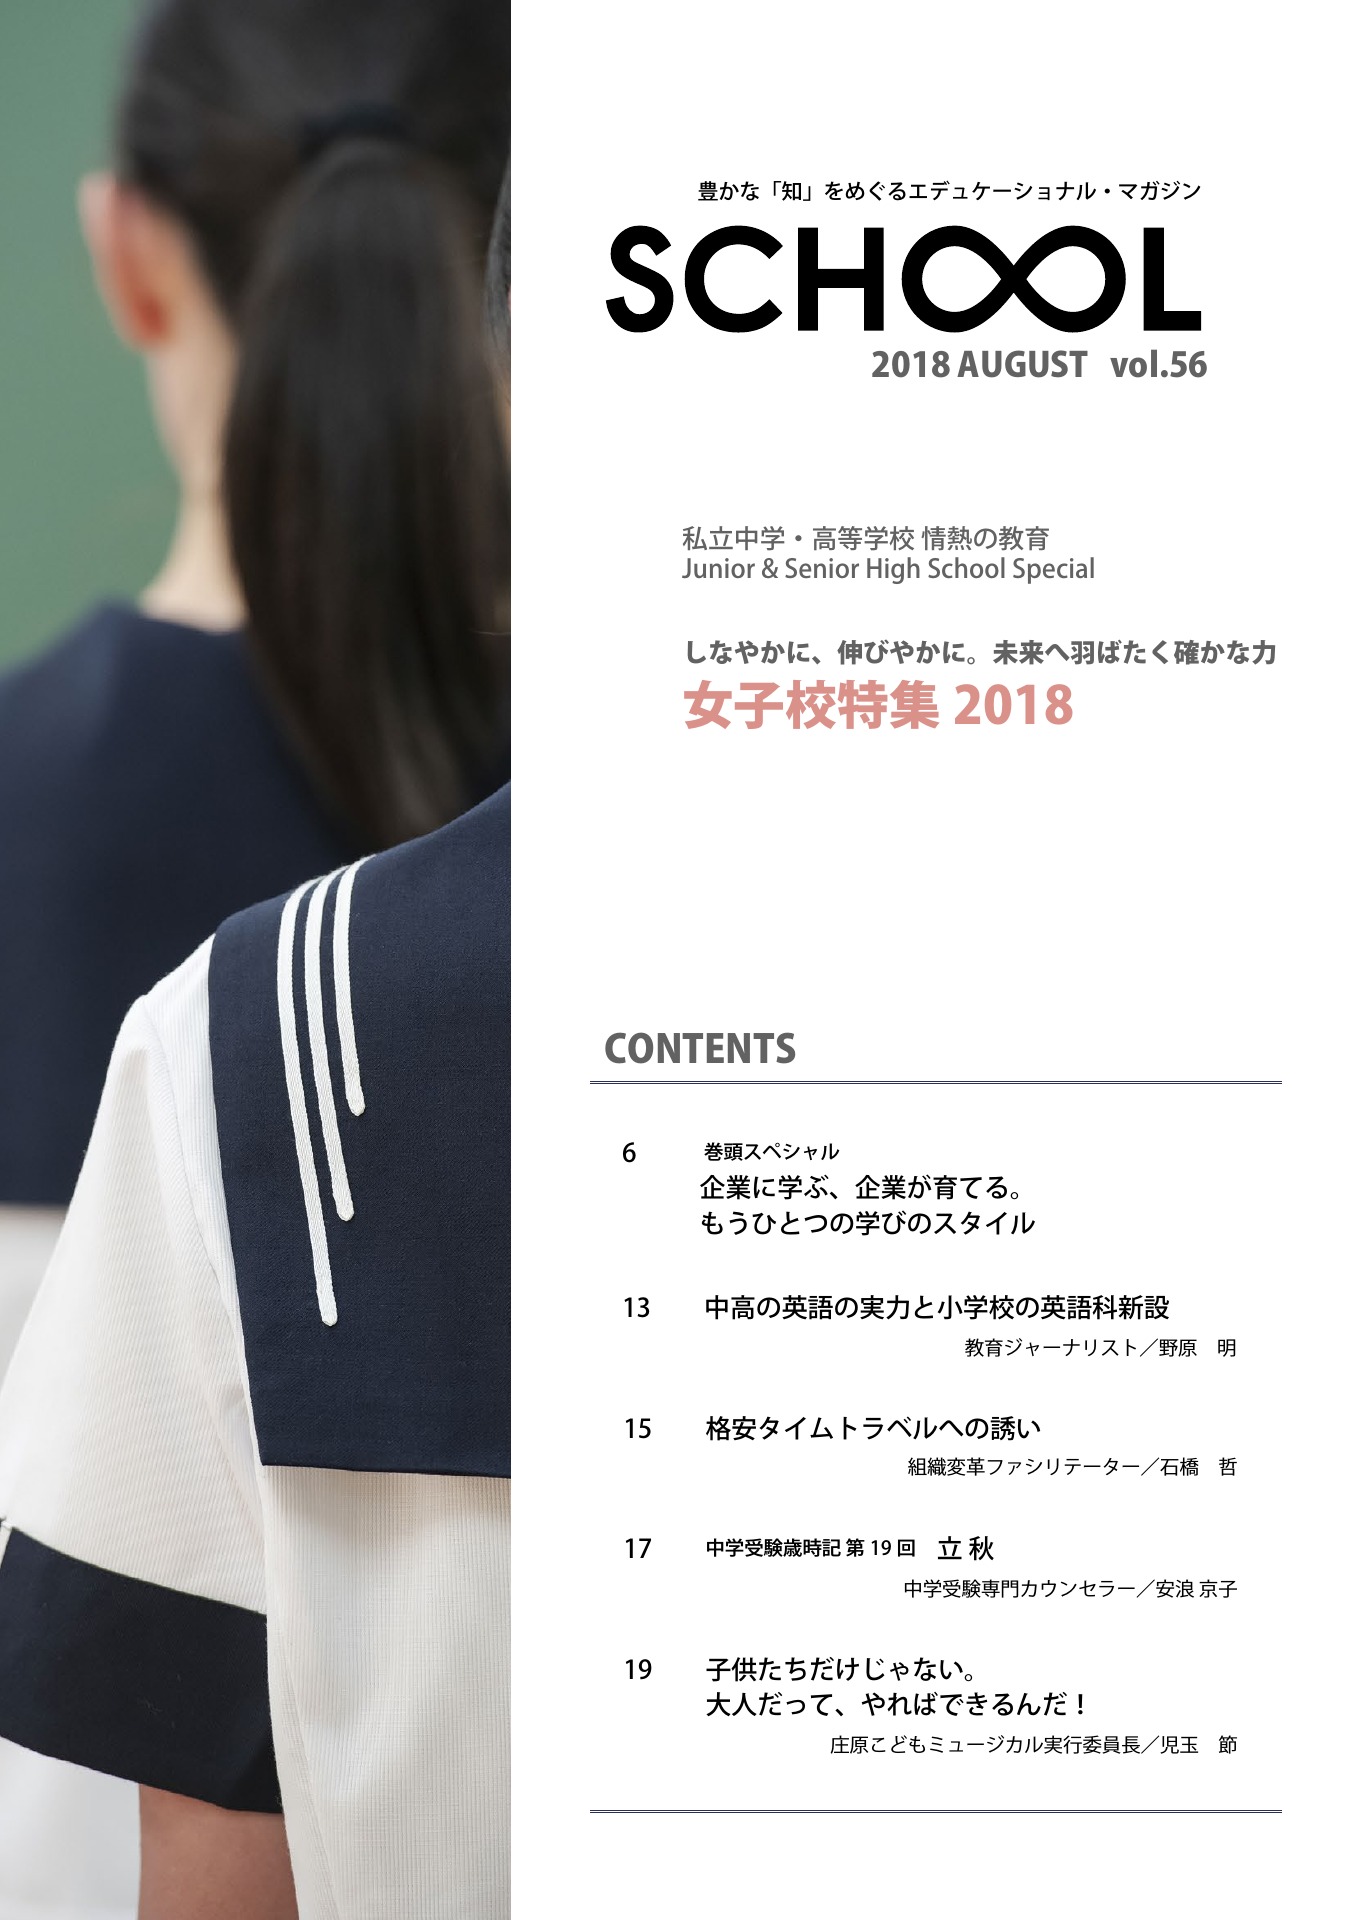 豊かな「知」をめぐるエデュケーショナル・マガジン
SCHOOL
2018 AUGUST vol.56
私立中学・高等学校 情熱の教育
Junior & Senior High School Special
しなやかに、伸びやかに。未来へ羽ばたく確かな力
女子校特集 2018
CONTENTS
6 巻頭スペシャル
企業に学ぶ、企業が育てる。
もうひとつの学びのスタイル
13 中高の英語の実力と小学校の英語科新設
教育ジャーナリスト／野原　明
15 格安タイムトラベルへの誘い
組織変革ファシリテーター／石橋　哲
17 中学受験歳時記 第 19 回　立 秋
中学受験専門カウンセラー／安浪 京子
19 子供たちだけじゃない。
大人だって、やればできるんだ！
庄原こどもミュージカル実行委員長／児玉　節